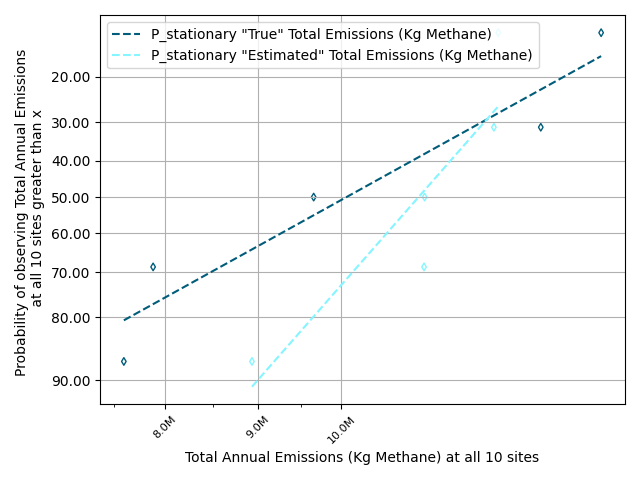 P_stationary "True" Total Emissions (Kg Methane)
P_stationary "Estimated" Total Emissions (Kg Methane)
Probability of observing Total Annual Emissions
at all 10 sites greater than x
20.00
30.00
40.00
50.00
60.00
70.00
80.00
90.00
8.0M
9.0M
10.0M
Total Annual Emissions (Kg Methane) at all 10 sites